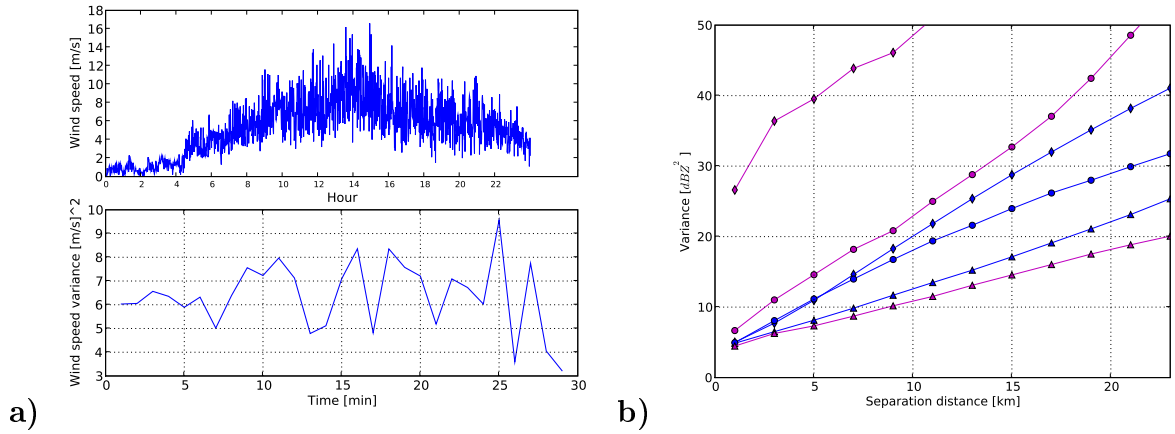 18
16
14
12
10
8
6
4
2
0
Wind speed [m/s]
0 2 4 6 8 10 12 14 16 18 20 22
Hour
10
9
8
7
6
5
4
3
Wind speed variance [m/s]^2
0 5 10 15 20 25 30
Time [min]
a)
50
40
30
20
10
0
Variance [dBZ²]
0 5 10 15 20
Separation distance [km]
b)